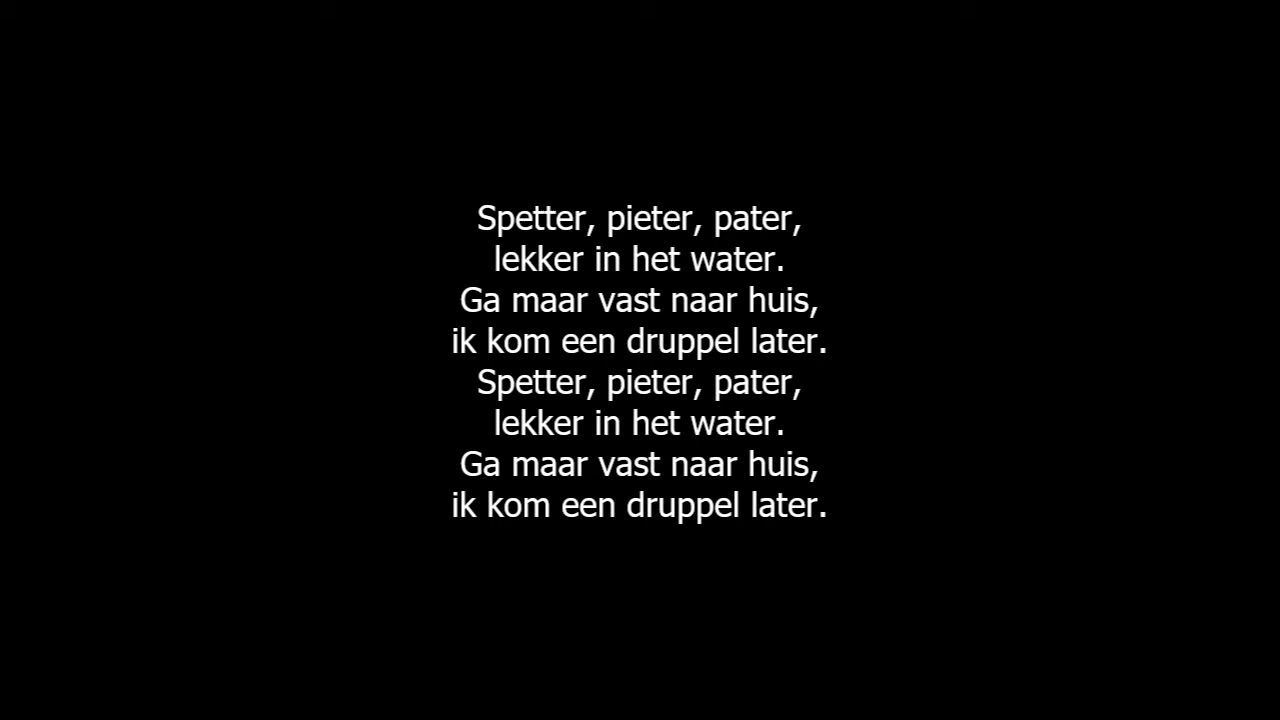 Spetter, pieter, pater,
lekker in het water.
Ga maar vast naar huis,
ik kom een druppel later.
Spetter, pieter, pater,
lekker in het water.
Ga maar vast naar huis,
ik kom een druppel later.